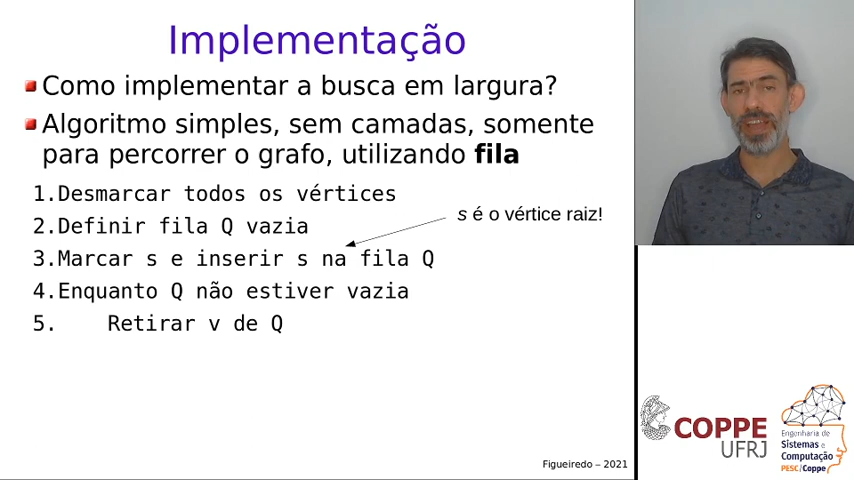 Implementação
Como implementar a busca em largura?
Algoritmo simples, sem camadas, somente
para percorrer o grafo, utilizando fila
1.Desmarcar todos os vértices
2.Definir fila Q vazia
s é o vértice raiz!
3.Marcar s e inserir s na fila Q
4.Enquanto Q não estiver vazia
5. Retirar v de Q
Figueiredo – 2021
COPPE
UFRJ
Engenharia de
Sistemas e
Computação
PESC/Coppe